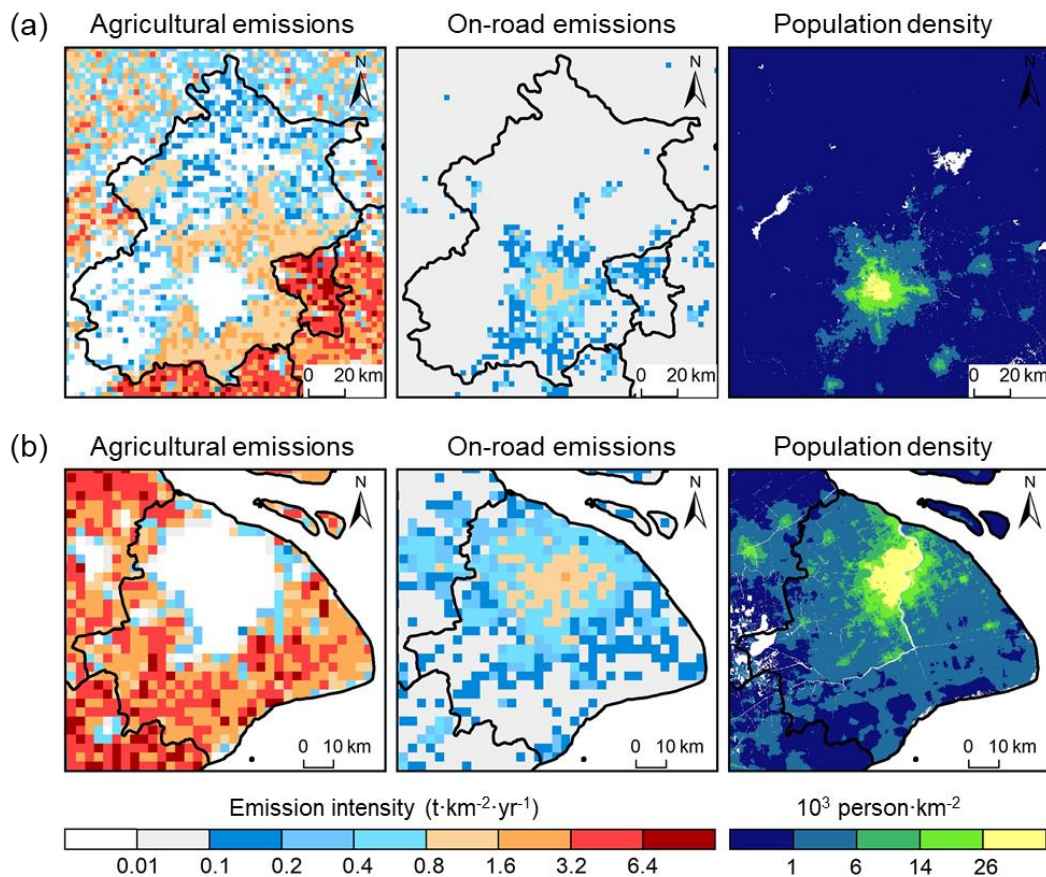 (a) Agricultural emissions On-road emissions Population density
N N N
0 20 km 0 20 km 0 20 km
(b) Agricultural emissions On-road emissions Population density
N N N
0 10 km 0 10 km 0 10 km
Emission intensity (t·km⁻²·yr⁻¹) 10³ person·km⁻²
0.01 0.1 0.2 0.4 0.8 1.6 3.2 6.4 1 6 14 26